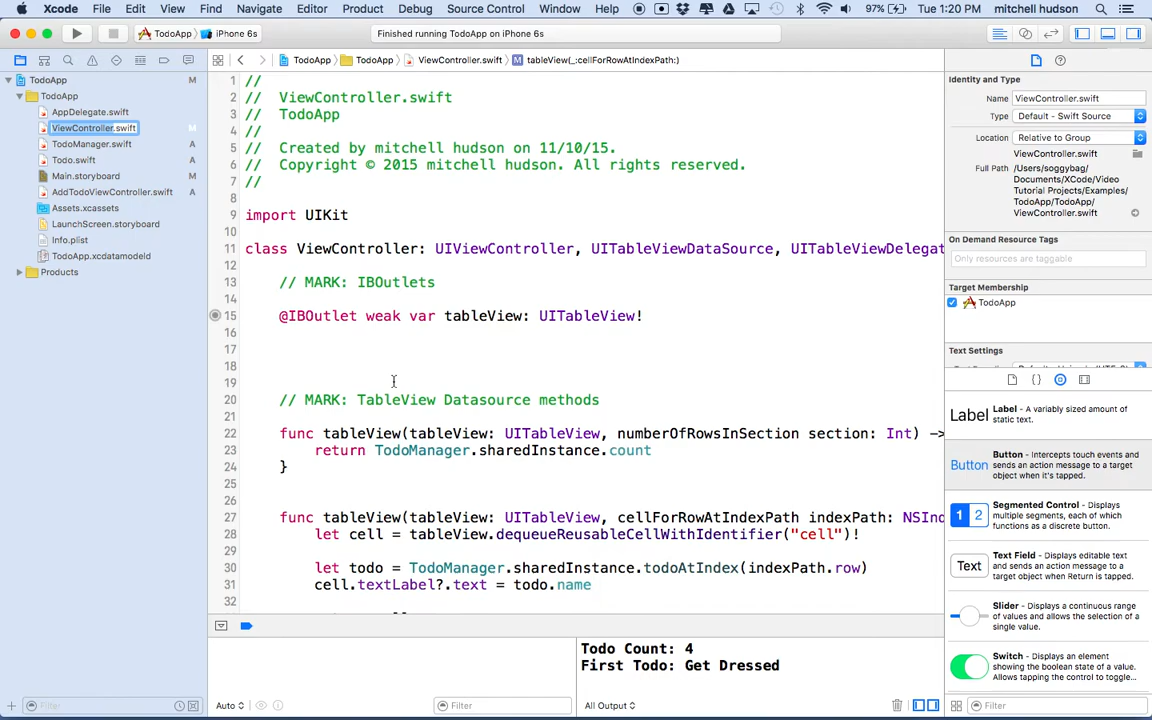 Xcode File Edit View Find Navigate Editor Product Debug Source Control Window Help 97% Tue 1:20 PM mitchell hudson
TodoApp iPhone 6s Finished running TodoApp on iPhone 6s
TodoApp TodoApp ViewController.swift tableView(_:cellForRowAtIndexPath:)
TodoApp M
TodoApp
AppDelegate.swift
ViewController.swift M
TodoManager.swift A
Todo.swift A
Main.storyboard M
AddTodoViewController.swift A
Assets.xcassets
LaunchScreen.storyboard
Info.plist
TodoApp.xcdatamodeld
Products
Filter
1 //
2 // ViewController.swift
3 // TodoApp
4 //
5 // Created by mitchell hudson on 11/10/15.
6 // Copyright © 2015 mitchell hudson. All rights reserved.
7 //
8
9 import UIKit
10
11 class ViewController: UIViewController, UITableViewDataSource, UITableViewDelegat
12
13 // MARK: IBOutlets
14
15 @IBOutlet weak var tableView: UITableView!
16
17
18
19
20 // MARK: TableView Datasource methods
21
22 func tableView(tableView: UITableView, numberOfRowsInSection section: Int) ->
23 return TodoManager.sharedInstance.count
24 }
25
26
27 func tableView(tableView: UITableView, cellForRowAtIndexPath indexPath: NSInd
28 let cell = tableView.dequeueReusableCellWithIdentifier("cell")!
29
30 let todo = TodoManager.sharedInstance.todoAtIndex(indexPath.row)
31 cell.textLabel?.text = todo.name
32
Todo Count: 4
First Todo: Get Dressed
Auto Filter All Output
Identity and Type
Name ViewController.swift
Type Default - Swift Source
Location Relative to Group
ViewController.swift
Full Path /Users/soggybag/
Documents/XCode/Video
Tutorial Projects/Examples/
TodoApp/TodoApp/
ViewController.swift
On Demand Resource Tags
Only resources are taggable
Target Membership
TodoApp
Text Settings
Label Label - A variably sized amount of
static text.
Button Button - Intercepts touch events and
sends an action message to a target
object when it's tapped.
1 2 Segmented Control - Displays
multiple segments, each of which
functions as a discrete button.
Text Text Field - Displays editable text
and sends an action message to a
target object when Return is tapped.
Slider - Displays a continuous range
of values and allows the selection of a
single value.
Switch - Displays an element
showing the boolean state of a value.
Allows tapping the control to toggle...
Filter